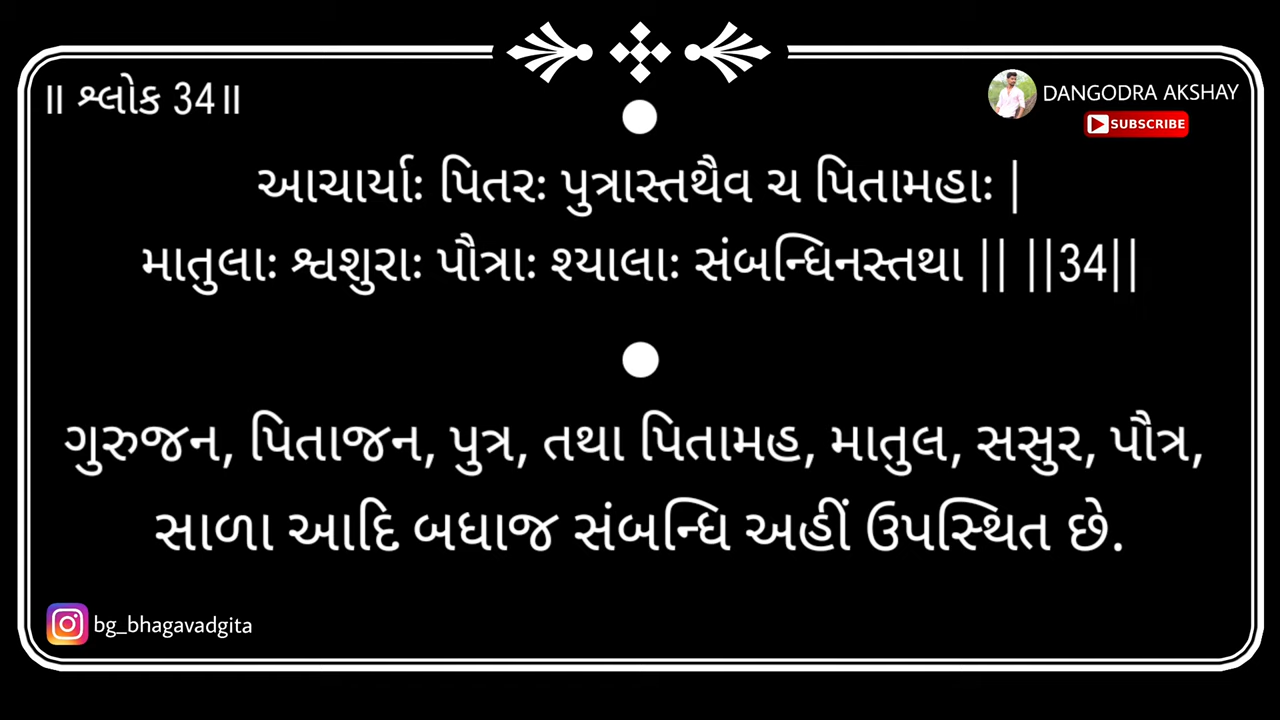 ॥ શ્લોક 34॥
DANGODRA AKSHAY
SUBSCRIBE
આચાર્યાઃ પિતરઃ પુત્રાસ્તથૈવ ચ પિતામહાઃ |
માતુલાઃ શ્વશુરાઃ પૌત્રાઃ શ્યાલાઃ સંબન્ધિનસ્તથા || ||34||
ગુરુજન, પિતાજન, પુત્ર, તથા પિતામહ, માતુલ, સસુર, પૌત્ર,
સાળા આદિ બધાજ સંબન્ધિ અહીં ઉપસ્થિત છે.
bg_bhagavadgita